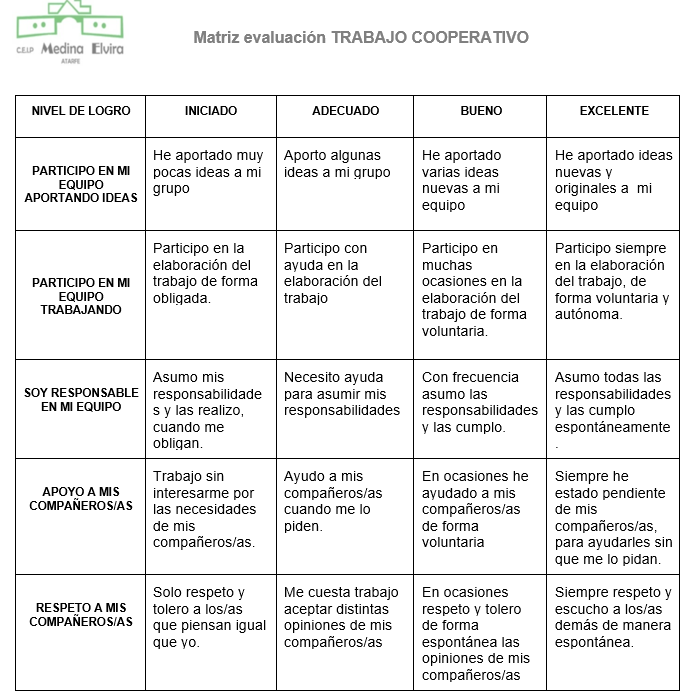 C.E.I.P Medina Elvira
ATARFE
Matriz evaluación TRABAJO COOPERATIVO
NIVEL DE LOGRO
INICIADO
ADECUADO
BUENO
EXCELENTE
PARTICIPO EN MI
EQUIPO
APORTANDO IDEAS
He aportado muy
pocas ideas a mi
grupo
Aporto algunas
ideas a mi grupo
He aportado
varias ideas
nuevas a mi
equipo
He aportado ideas
nuevas y
originales a mi
equipo
PARTICIPO EN MI
EQUIPO
TRABAJANDO
Participo en la
elaboración del
trabajo de forma
obligada.
Participo con
ayuda en la
elaboración del
trabajo
Participo en
muchas
ocasiones en la
elaboración del
trabajo de forma
voluntaria.
Participo siempre
en la elaboración
del trabajo, de
forma voluntaria y
autónoma.
SOY RESPONSABLE
EN MI EQUIPO
Asumo mis
responsabilidade
s y las realizo,
cuando me
obligan.
Necesito ayuda
para asumir mis
responsabilidades
Con frecuencia
asumo las
responsabilidades
y las cumplo.
Asumo todas las
responsabilidades
y las cumplo
espontáneamente
.
APOYO A MIS
COMPAÑEROS/AS
Trabajo sin
interesarme por
las necesidades
de mis
compañeros/as.
Ayudo a mis
compañeros/as
cuando me lo
piden.
En ocasiones he
ayudado a mis
compañeros/as
de forma
voluntaria
Siempre he
estado pendiente
de mis
compañeros/as,
para ayudarles sin
que me lo pidan.
RESPETO A MIS
COMPAÑEROS/AS
Solo respeto y
tolero a los/as
que piensan igual
que yo.
Me cuesta trabajo
aceptar distintas
opiniones de mis
compañeros/as
En ocasiones
respeto y tolero
de forma
espontánea las
opiniones de mis
compañeros/as
Siempre respeto y
escucho a los/as
demás de manera
espontánea.